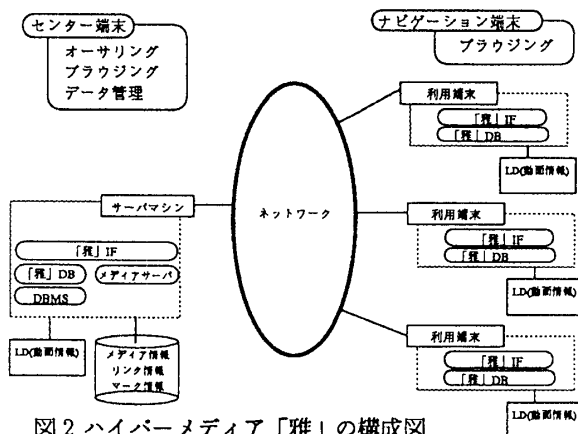 センター端末
オーサリング
ブラウジング
データ管理
ナビゲーション端末
ブラウジング
サーバマシン
「雅」IF
「雅」DB
メディアサーバ
DBMS
LD(動画情報)
メディア情報
リンク情報
マーク情報
ネットワーク
利用端末
「雅」IF
「雅」DB
LD(動画情報)
利用端末
「雅」IF
「雅」DB
LD(動画情報)
利用端末
「雅」IF
「雅」DB
LD(動画情報)
図2 ハイパーメディア「雅」の構成図